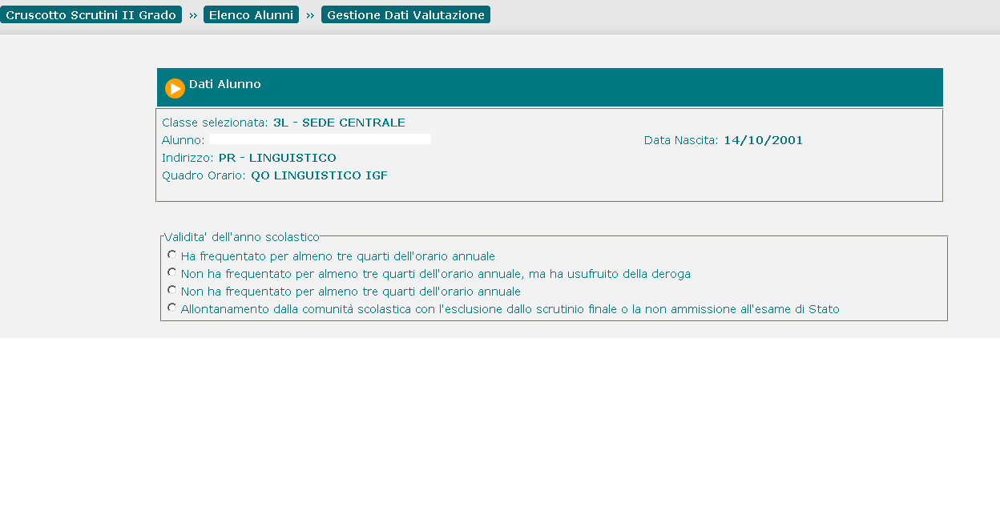 Cruscotto Scrutini II Grado » Elenco Alunni » Gestione Dati Valutazione
Dati Alunno
Classe selezionata: 3L - SEDE CENTRALE
Alunno:
Data Nascita: 14/10/2001
Indirizzo: PR - LINGUISTICO
Quadro Orario: QO LINGUISTICO IGF
Validita' dell'anno scolastico
Ha frequentato per almeno tre quarti dell'orario annuale
Non ha frequentato per almeno tre quarti dell'orario annuale, ma ha usufruito della deroga
Non ha frequentato per almeno tre quarti dell'orario annuale
Allontanamento dalla comunità scolastica con l'esclusione dallo scrutinio finale o la non ammissione all'esame di Stato